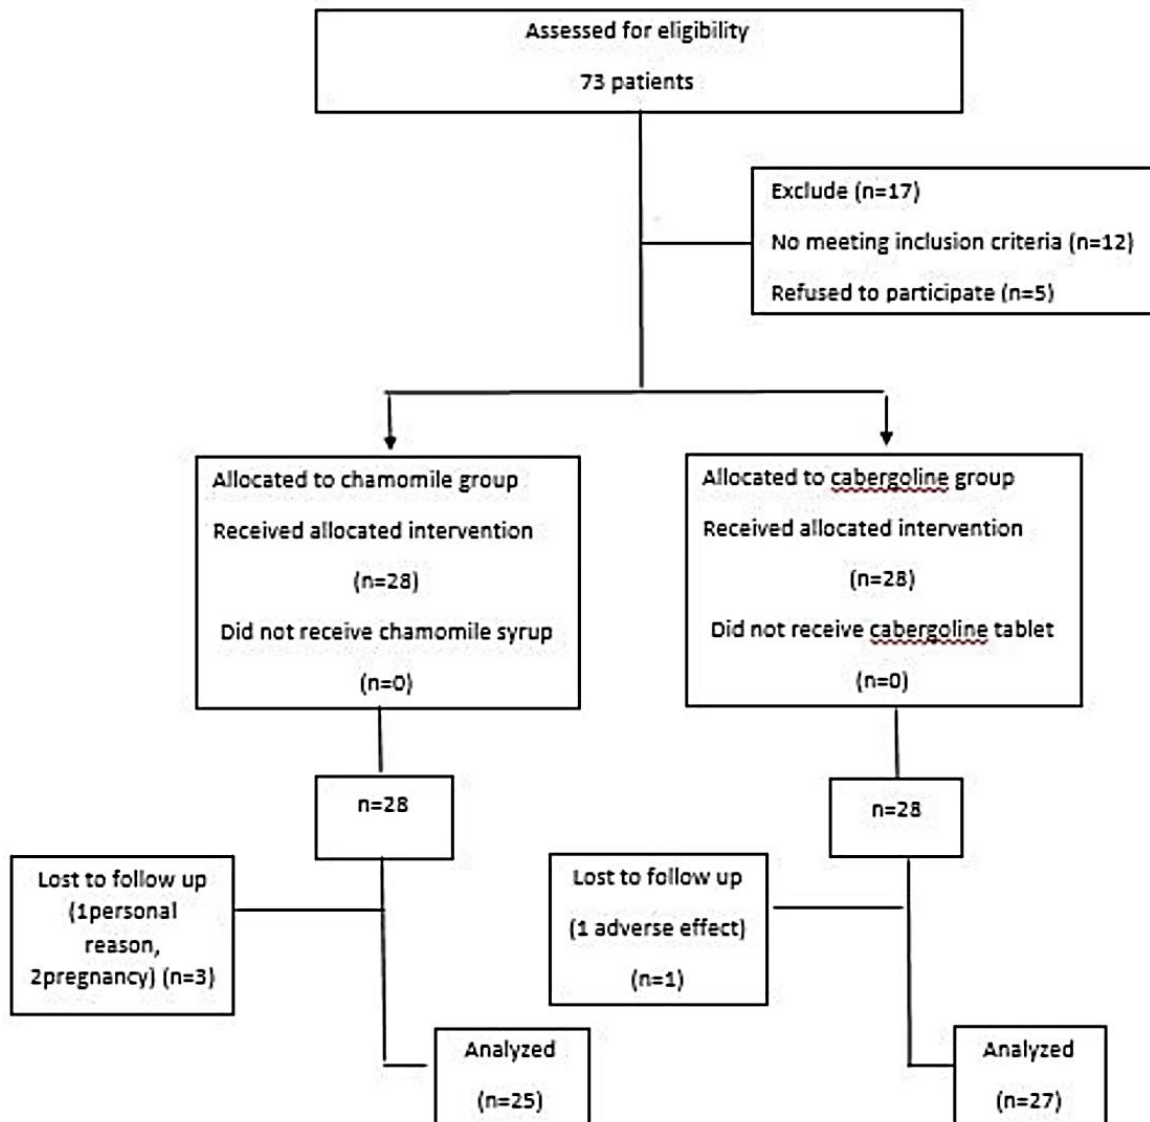 Assessed for eligibility
73 patients
Exclude (n=17)
No meeting inclusion criteria (n=12)
Refused to participate (n=5)
Allocated to chamomile group
Received allocated intervention
(n=28)
Did not receive chamomile syrup
(n=0)
Allocated to cabergoline group
Received allocated intervention
(n=28)
Did not receive cabergoline tablet
(n=0)
n=28
n=28
Lost to follow up
(1personal
reason,
2pregnancy) (n=3)
Lost to follow up
(1 adverse effect)
(n=1)
Analyzed
(n=25)
Analyzed
(n=27)